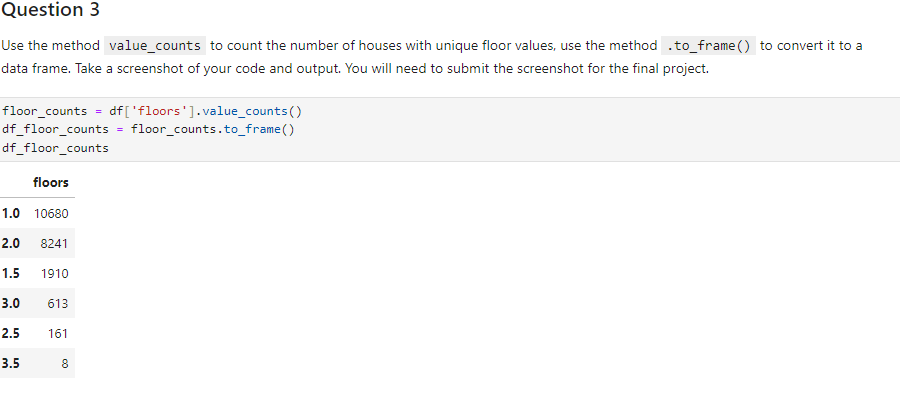 Question 3
Use the method value_counts to count the number of houses with unique floor values, use the method .to_frame() to convert it to a
data frame. Take a screenshot of your code and output. You will need to submit the screenshot for the final project.
floor_counts = df['floors'].value_counts()
df_floor_counts = floor_counts.to_frame()
df_floor_counts
floors
1.0 10680
2.0 8241
1.5 1910
3.0 613
2.5 161
3.5 8